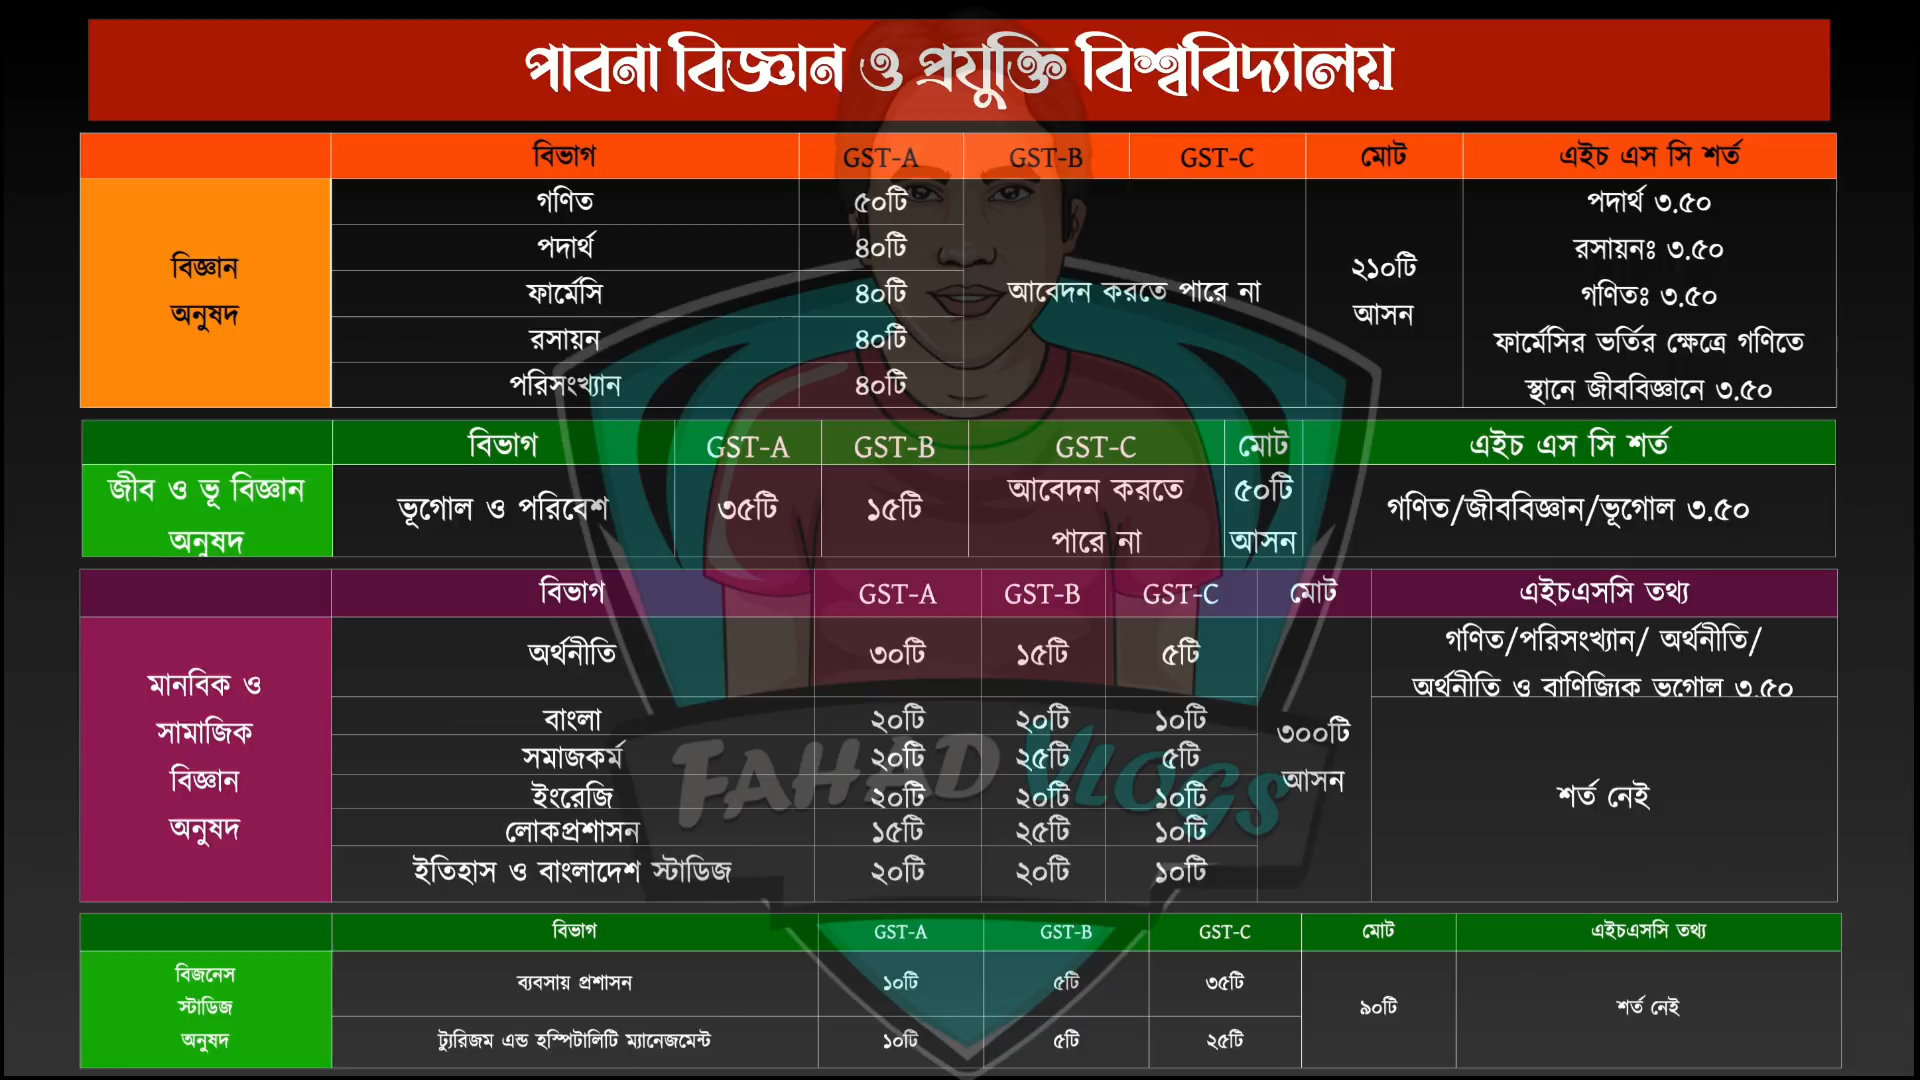 পাবনা বিজ্ঞান ও প্রযুক্তি বিশ্ববিদ্যালয়
বিভাগ GST-A GST-B GST-C মোট এইচ এস সি শর্ত
বিজ্ঞান
অনুষদ
গণিত ৫০টি
পদার্থ ৪০টি
ফার্মেসি ৪০টি
রসায়ন ৪০টি
পরিসংখ্যান ৪০টি
আবেদন করতে পারে না
২১০টি
আসন
পদার্থ ৩.৫০
রসায়নঃ ৩.৫০
গণিতঃ ৩.৫০
ফার্মেসির ভর্তির ক্ষেত্রে গণিতে
স্থানে জীববিজ্ঞানে ৩.৫০
বিভাগ GST-A GST-B GST-C মোট এইচ এস সি শর্ত
জীব ও ভূ বিজ্ঞান
অনুষদ
ভূগোল ও পরিবেশ ৩৫টি ১৫টি
আবেদন করতে
পারে না
৫০টি
আসন
গণিত/জীববিজ্ঞান/ভূগোল ৩.৫০
বিভাগ GST-A GST-B GST-C মোট এইচএসসি তথ্য
মানবিক ও
সামাজিক
বিজ্ঞান
অনুষদ
অর্থনীতি ৩০টি ১৫টি ৫টি
গণিত/পরিসংখ্যান/ অর্থনীতি/
অর্থনীতি ও বাণিজ্যিক ভূগোল ৩.৫০
বাংলা ২০টি ২০টি ১০টি
সমাজকর্ম ২০টি ২৫টি ৫টি
ইংরেজি ২০টি ২০টি ১০টি
লোকপ্রশাসন ১৫টি ২৫টি ১০টি
ইতিহাস ও বাংলাদেশ স্টাডিজ ২০টি ২০টি ১০টি
৩০০টি
আসন
শর্ত নেই
FAHAD VLOGS
বিভাগ GST-A GST-B GST-C মোট এইচএসসি তথ্য
বিজনেস
স্টাডিজ
অনুষদ
ব্যবসায় প্রশাসন ১০টি ৫টি ৩৫টি
ট্যুরিজম এন্ড হস্পিটালিটি ম্যানেজমেন্ট ১০টি ৫টি ২৫টি
৯০টি
শর্ত নেই